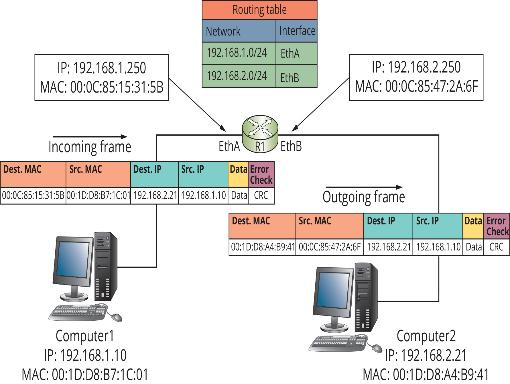 Routing table
Network Interface
192.168.1.0/24 EthA
192.168.2.0/24 EthB
IP: 192.168.1.250
MAC: 00:0C:85:15:31:5B
IP: 192.168.2.250
MAC: 00:0C:85:47:2A:6F
EthA R1 EthB
Incoming frame
Dest. MAC Src. MAC Dest. IP Src. IP Data Error Check
00:0C:85:15:31:5B 00:1D:D8:B7:1C:01 192.168.2.21 192.168.1.10 Data CRC
Outgoing frame
Dest. MAC Src. MAC Dest. IP Src. IP Data Error Check
00:1D:D8:A4:B9:41 00:0C:85:47:2A:6F 192.168.2.21 192.168.1.10 Data CRC
Computer1
IP: 192.168.1.10
MAC: 00:1D:D8:B7:1C:01
Computer2
IP: 192.168.2.21
MAC: 00:1D:D8:A4:B9:41